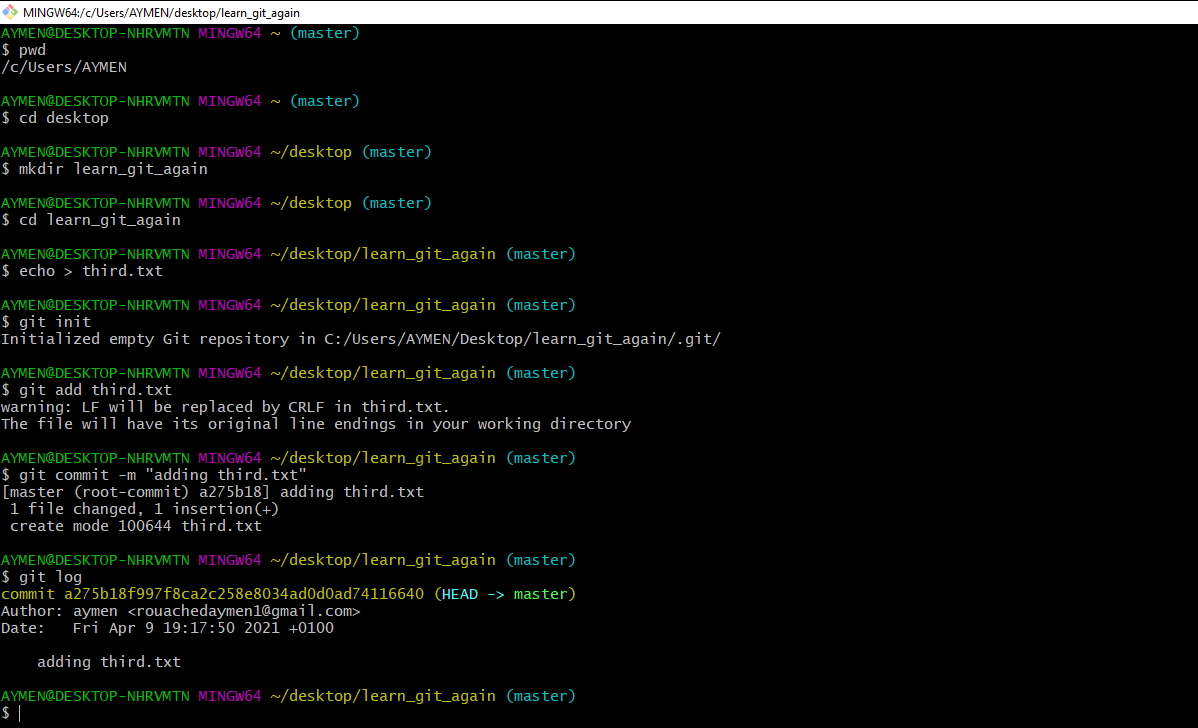 MINGW64:/c/Users/AYMEN/desktop/learn_git_again
AYMEN@DESKTOP-NHRVMTN MINGW64 ~ (master)
$ pwd
/c/Users/AYMEN
AYMEN@DESKTOP-NHRVMTN MINGW64 ~ (master)
$ cd desktop
AYMEN@DESKTOP-NHRVMTN MINGW64 ~/desktop (master)
$ mkdir learn_git_again
AYMEN@DESKTOP-NHRVMTN MINGW64 ~/desktop (master)
$ cd learn_git_again
AYMEN@DESKTOP-NHRVMTN MINGW64 ~/desktop/learn_git_again (master)
$ echo > third.txt
AYMEN@DESKTOP-NHRVMTN MINGW64 ~/desktop/learn_git_again (master)
$ git init
Initialized empty Git repository in C:/Users/AYMEN/Desktop/learn_git_again/.git/
AYMEN@DESKTOP-NHRVMTN MINGW64 ~/desktop/learn_git_again (master)
$ git add third.txt
warning: LF will be replaced by CRLF in third.txt.
The file will have its original line endings in your working directory
AYMEN@DESKTOP-NHRVMTN MINGW64 ~/desktop/learn_git_again (master)
$ git commit -m "adding third.txt"
[master (root-commit) a275b18] adding third.txt
 1 file changed, 1 insertion(+)
 create mode 100644 third.txt
AYMEN@DESKTOP-NHRVMTN MINGW64 ~/desktop/learn_git_again (master)
$ git log
commit a275b18f997f8ca2c258e8034ad0d0ad74116640 (HEAD -> master)
Author: aymen <rouachedaymen1@gmail.com>
Date:   Fri Apr 9 19:17:50 2021 +0100
    adding third.txt
AYMEN@DESKTOP-NHRVMTN MINGW64 ~/desktop/learn_git_again (master)
$